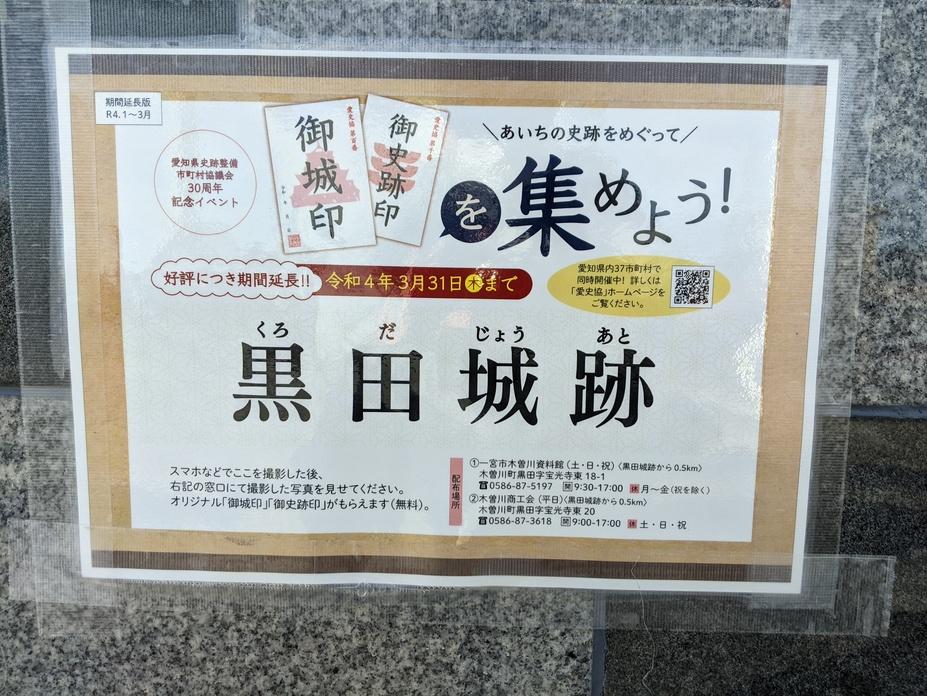 期間延長版
R4.1～3月
愛知県史跡整備
市町村協議会
30周年
記念イベント
愛史協 第百番
御城印
愛史協 第千番
御史跡印
＼あいちの史跡をめぐって／
を集めよう!
好評につき期間延長!! 令和4年3月31日㊍まて
愛知県内37市町村で
同時開催中! 詳しくは
「愛史協」ホームページを
ご覧ください。
くろ だ じょう あと
黒田城跡
スマホなどでここを撮影した後、
右記の窓口にて撮影した写真を見せてください。
オリジナル「御城印」「御史跡印」がもらえます（無料）。
配布場所
①一宮市木曽川資料館（土・日・祝）〈黒田城跡から0.5km〉
木曽川町黒田字宝光寺東 18-1
☎0586-87-5197 開9:30-17:00 休月～金（祝を除く）
②木曽川商工会（平日）〈黒田城跡から0.5km〉
木曽川町黒田字宝光寺東 20
☎0586-87-3618 開9:00-17:00 休土・日・祝